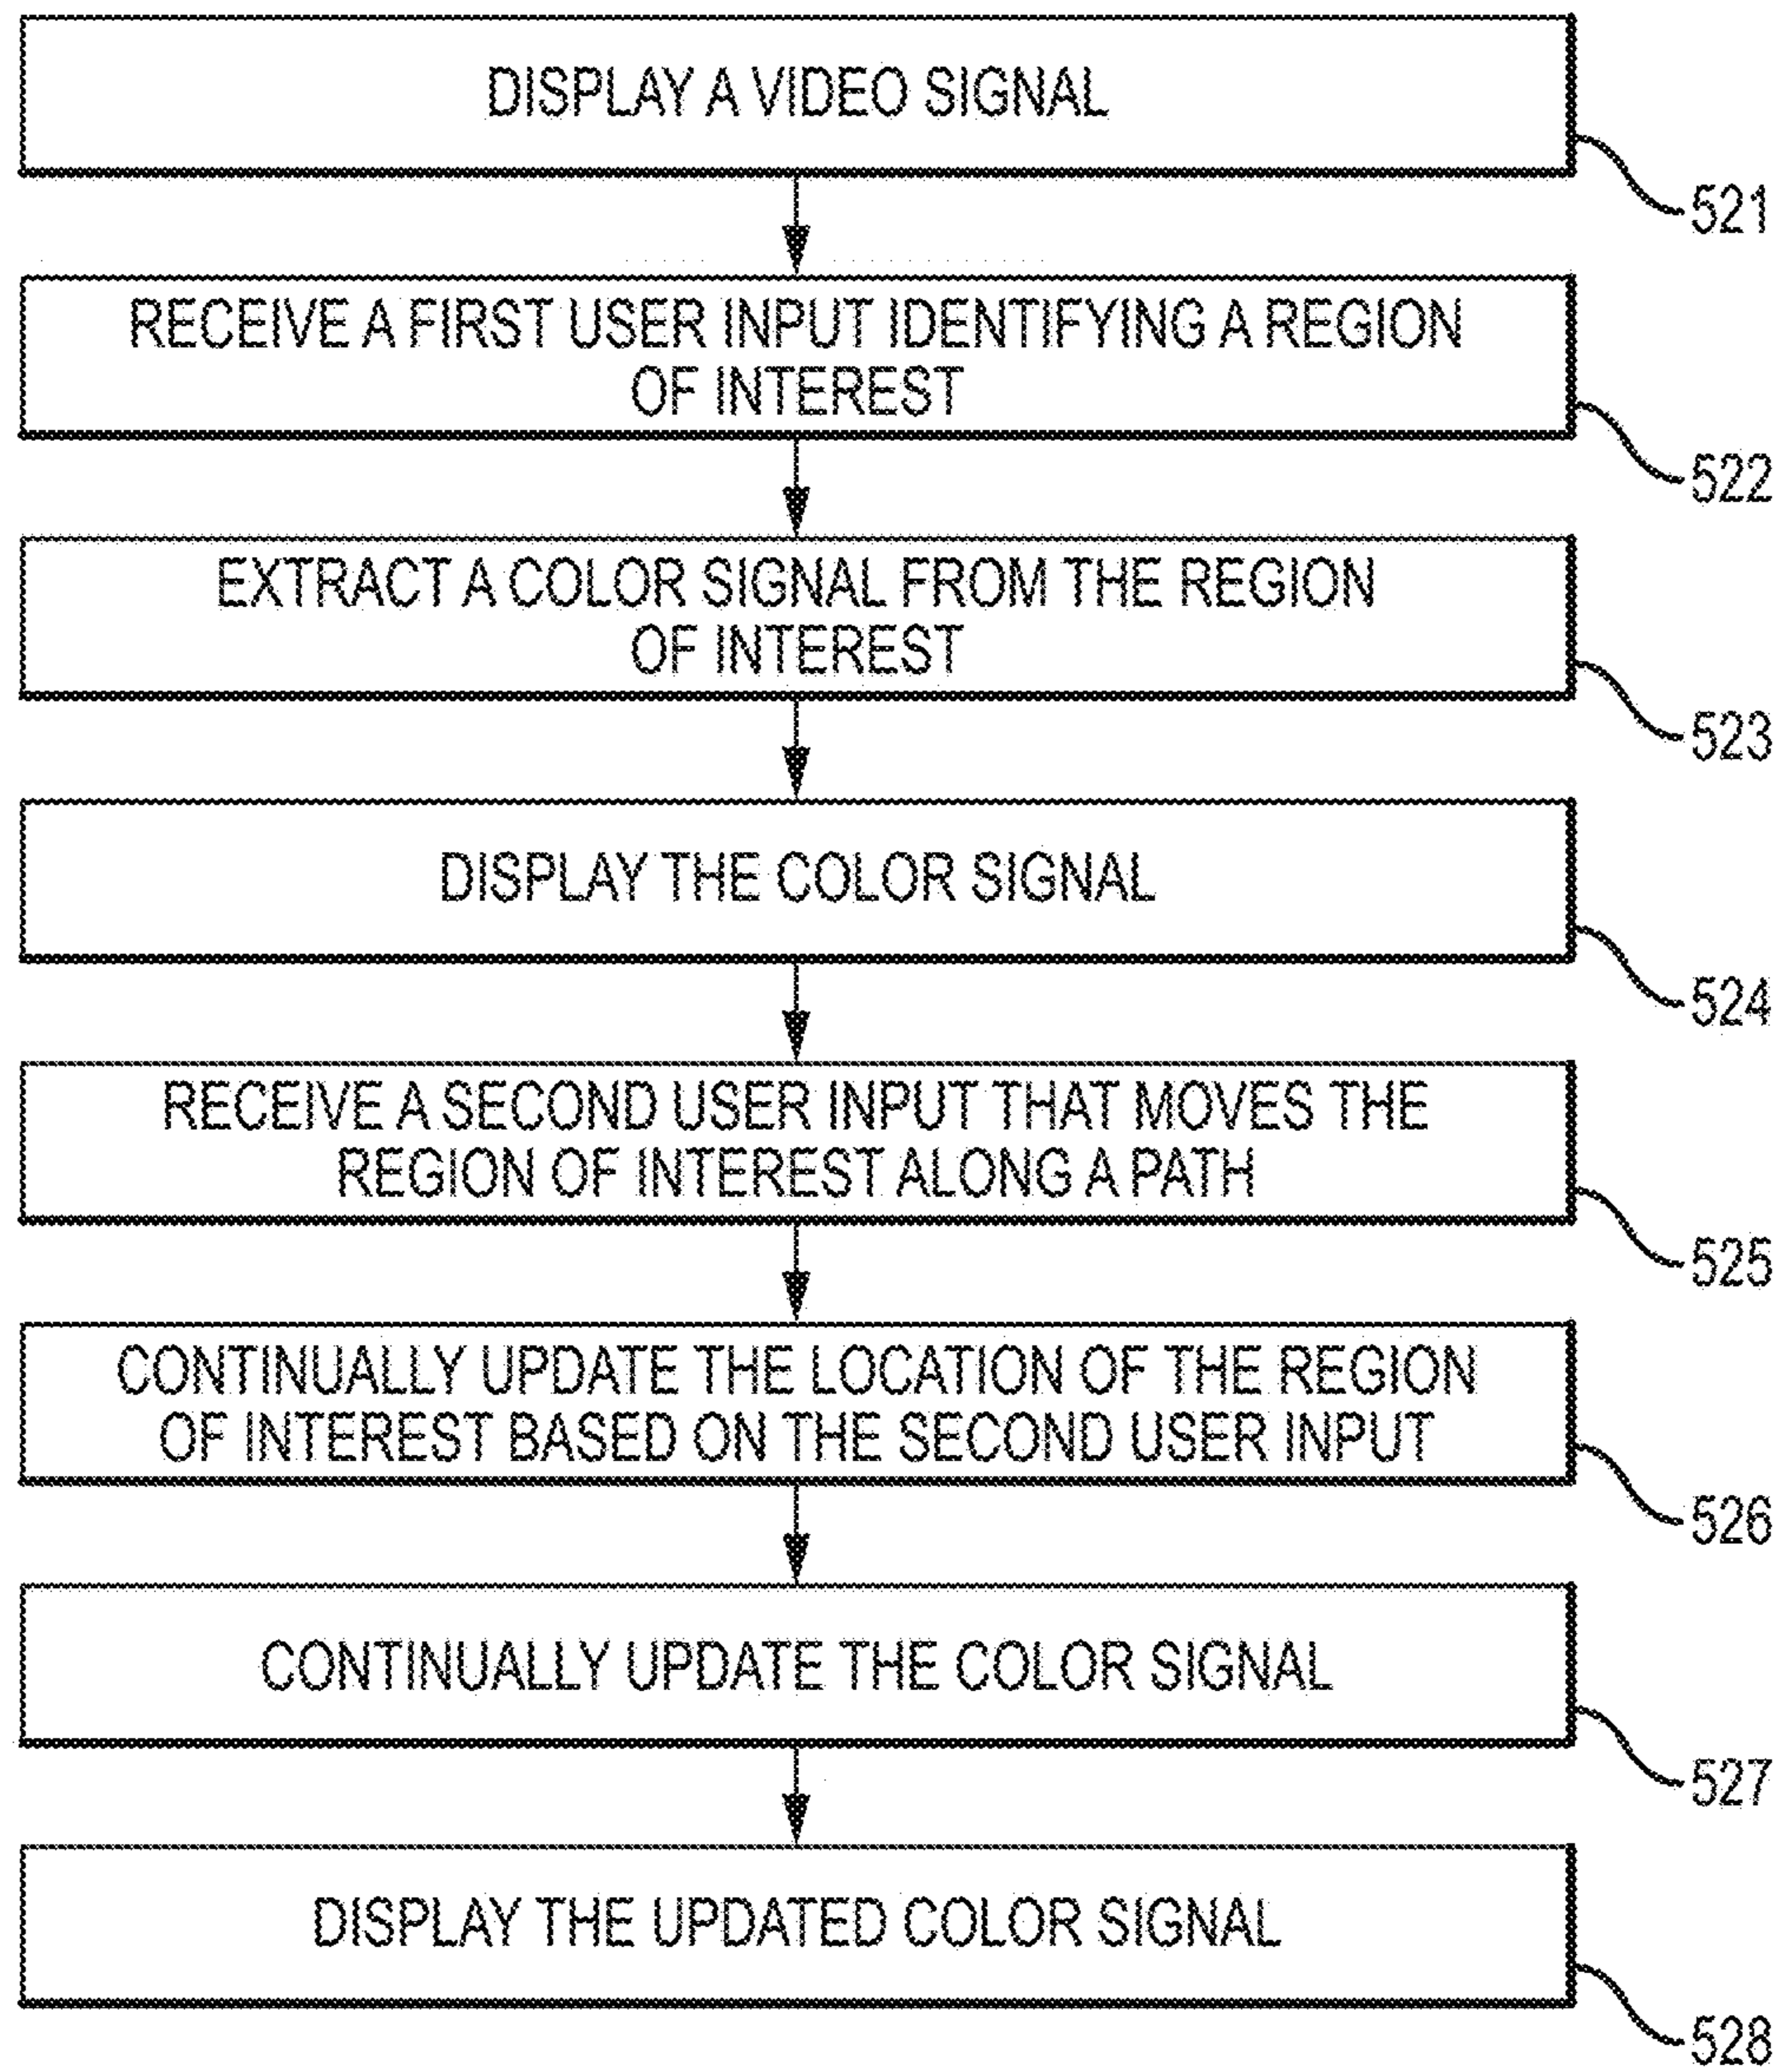 DISPLAY A VIDEO SIGNAL
521
RECEIVE A FIRST USER INPUT IDENTIFYING A REGION
OF INTEREST
522
EXTRACT A COLOR SIGNAL FROM THE REGION
OF INTEREST
523
DISPLAY THE COLOR SIGNAL
524
RECEIVE A SECOND USER INPUT THAT MOVES THE
REGION OF INTEREST ALONG A PATH
525
CONTINUALLY UPDATE THE LOCATION OF THE REGION
OF INTEREST BASED ON THE SECOND USER INPUT
526
CONTINUALLY UPDATE THE COLOR SIGNAL
527
DISPLAY THE UPDATED COLOR SIGNAL
528